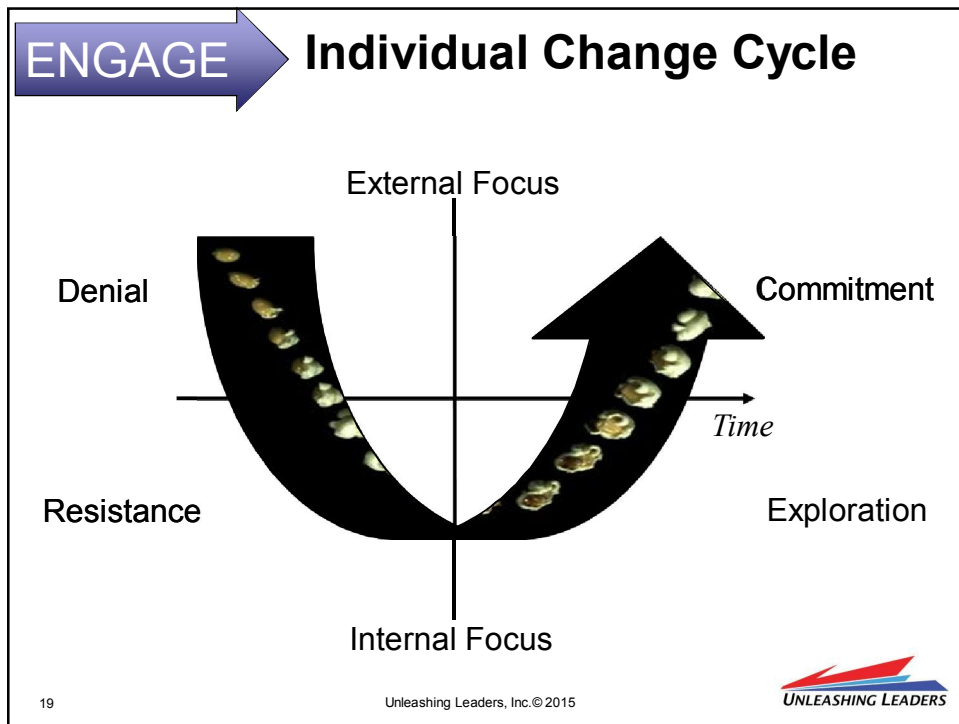 ENGAGE
Individual Change Cycle
External Focus
Denial
Commitment
Time
Resistance
Exploration
Internal Focus
19
Unleashing Leaders, Inc.© 2015
UNLEASHING LEADERS